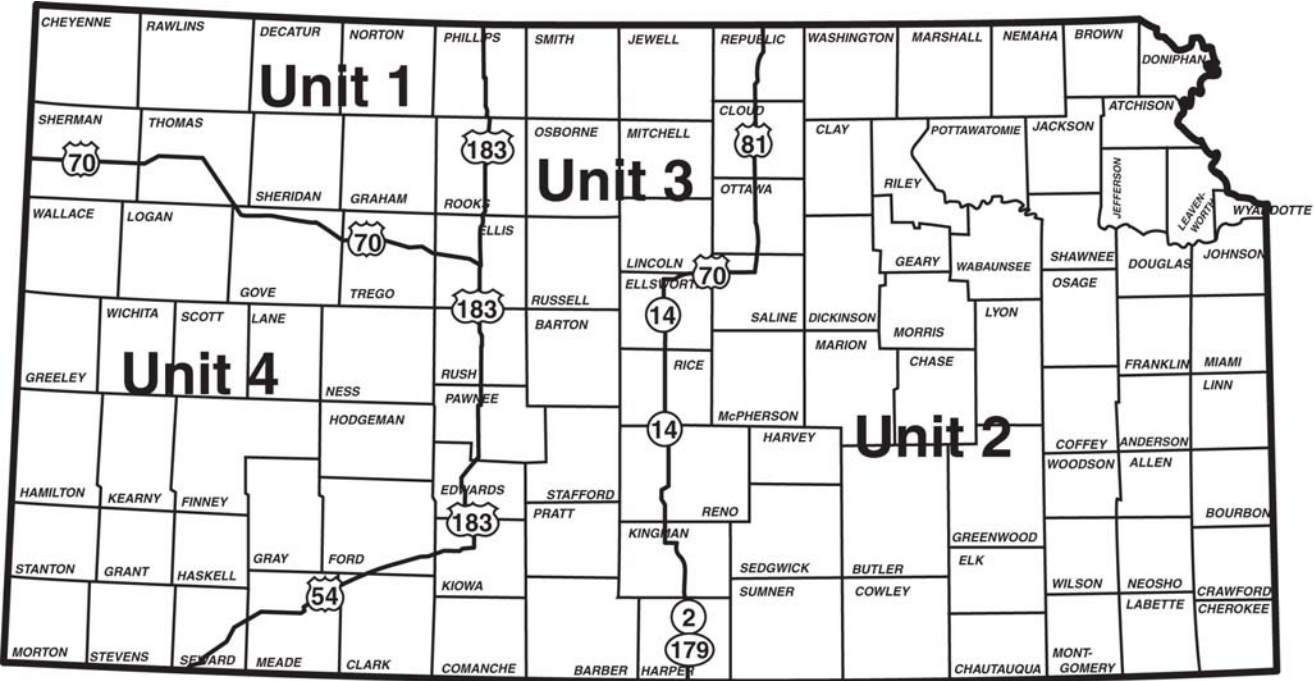 CHEYENNE
RAWLINS
DECATUR
NORTON
PHILLIPS
SMITH
JEWELL
REPUBLIC
WASHINGTON
MARSHALL
NEMAHA
BROWN
DONIPHAN
Unit 1
SHERMAN
THOMAS
SHERIDAN
GRAHAM
ROOKS
OSBORNE
MITCHELL
CLOUD
CLAY
RILEY
POTTAWATOMIE
JACKSON
ATCHISON
JEFFERSON
LEAVEN-
WORTH
WYANDOTTE
70
183
81
Unit 3
OTTAWA
WALLACE
LOGAN
GOVE
TREGO
ELLIS
RUSSELL
LINCOLN
ELLSWORTH
SALINE
DICKINSON
GEARY
WABAUNSEE
SHAWNEE
DOUGLAS
JOHNSON
70
70
183
14
WICHITA
SCOTT
LANE
GREELEY
NESS
RUSH
BARTON
RICE
McPHERSON
MARION
MORRIS
CHASE
LYON
OSAGE
FRANKLIN
MIAMI
LINN
Unit 4
Unit 2
14
HAMILTON
KEARNY
FINNEY
HODGEMAN
PAWNEE
EDWARDS
STAFFORD
RENO
HARVEY
COFFEY
ANDERSON
WOODSON
ALLEN
BOURBON
183
STANTON
GRANT
HASKELL
GRAY
FORD
KIOWA
PRATT
KINGMAN
SEDGWICK
BUTLER
GREENWOOD
ELK
WILSON
NEOSHO
CRAWFORD
54
2
179
MORTON
STEVENS
SEWARD
MEADE
CLARK
COMANCHE
BARBER
HARPER
SUMNER
COWLEY
CHAUTAUQUA
MONT-
GOMERY
LABETTE
CHEROKEE